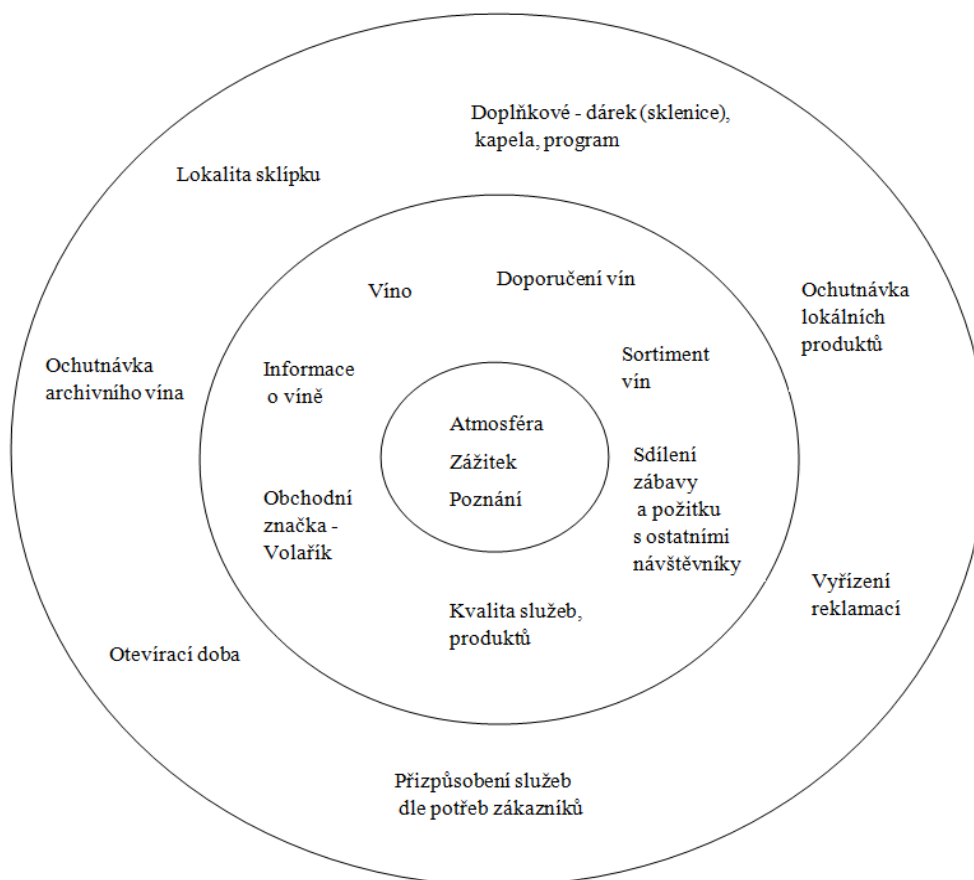 Doplňkové - dárek (sklenice),
kapela, program
Lokalita sklípku
Víno
Doporučení vín
Ochutnávka
lokálních
produktů
Ochutnávka
archivního vína
Informace
o víně
Sortiment
vín
Atmosféra
Zážitek
Poznání
Obchodní
značka -
Volařík
Sdílení
zábavy
a požitku
s ostatními
návštěvníky
Vyřízení
reklamací
Kvalita služeb,
produktů
Otevírací doba
Přizpůsobení služeb
dle potřeb zákazníků